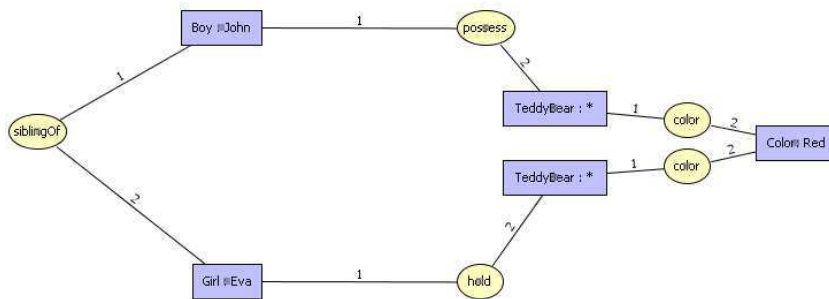 Boy : John
1
possess
1
2
siblingOf
TeddyBear : *
1
color
2
Color : Red
TeddyBear : *
1
color
2
2
2
Girl : Eva
1
hold